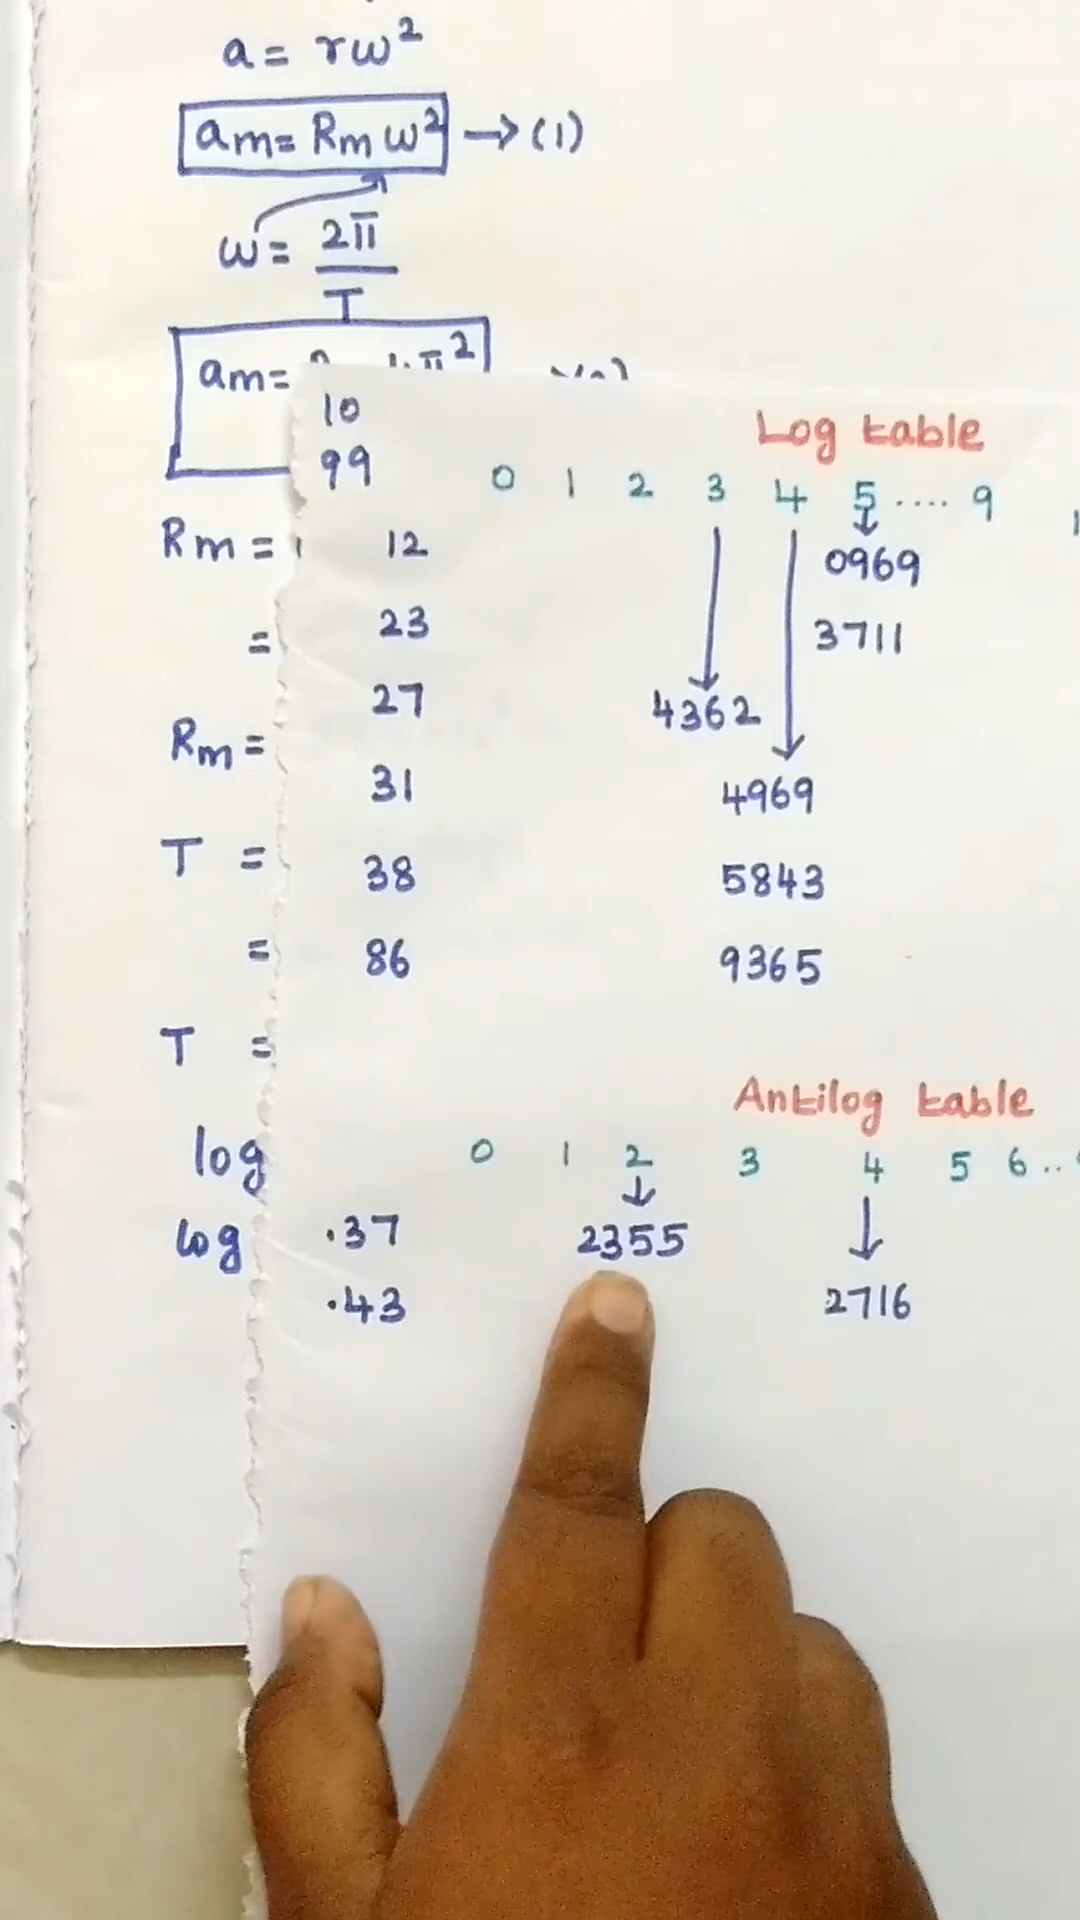 a = rω²
am = Rm ω² → (1)
ω = 2π
T
am =
10
99
Log table
0 1 2 3 4 5 .... 9
Rm = 12
0969
= 23
3711
27
4362
Rm =
31
4969
T = 38
5843
= 86
9365
T =
Antilog table
log 0 1 2 3 4 5 6 ..
log .37 2355
.43 2716